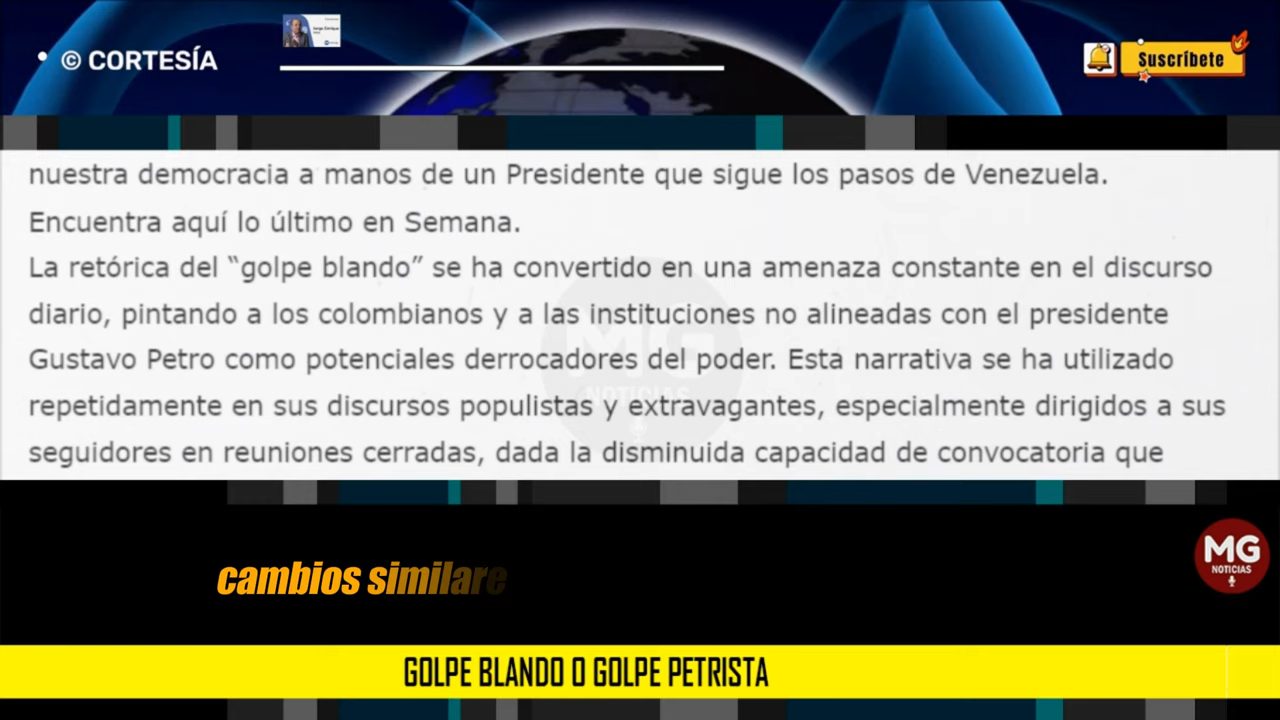 © CORTESÍA
Suscríbete
nuestra democracia a manos de un Presidente que sigue los pasos de Venezuela.
Encuentra aquí lo último en Semana.
La retórica del “golpe blando” se ha convertido en una amenaza constante en el discurso
diario, pintando a los colombianos y a las instituciones no alineadas con el presidente
Gustavo Petro como potenciales derrocadores del poder. Esta narrativa se ha utilizado
repetidamente en sus discursos populistas y extravagantes, especialmente dirigidos a sus
seguidores en reuniones cerradas, dada la disminuida capacidad de convocatoria que
MG
NOTICIAS
cambios similare
MG
NOTICIAS
GOLPE BLANDO O GOLPE PETRISTA